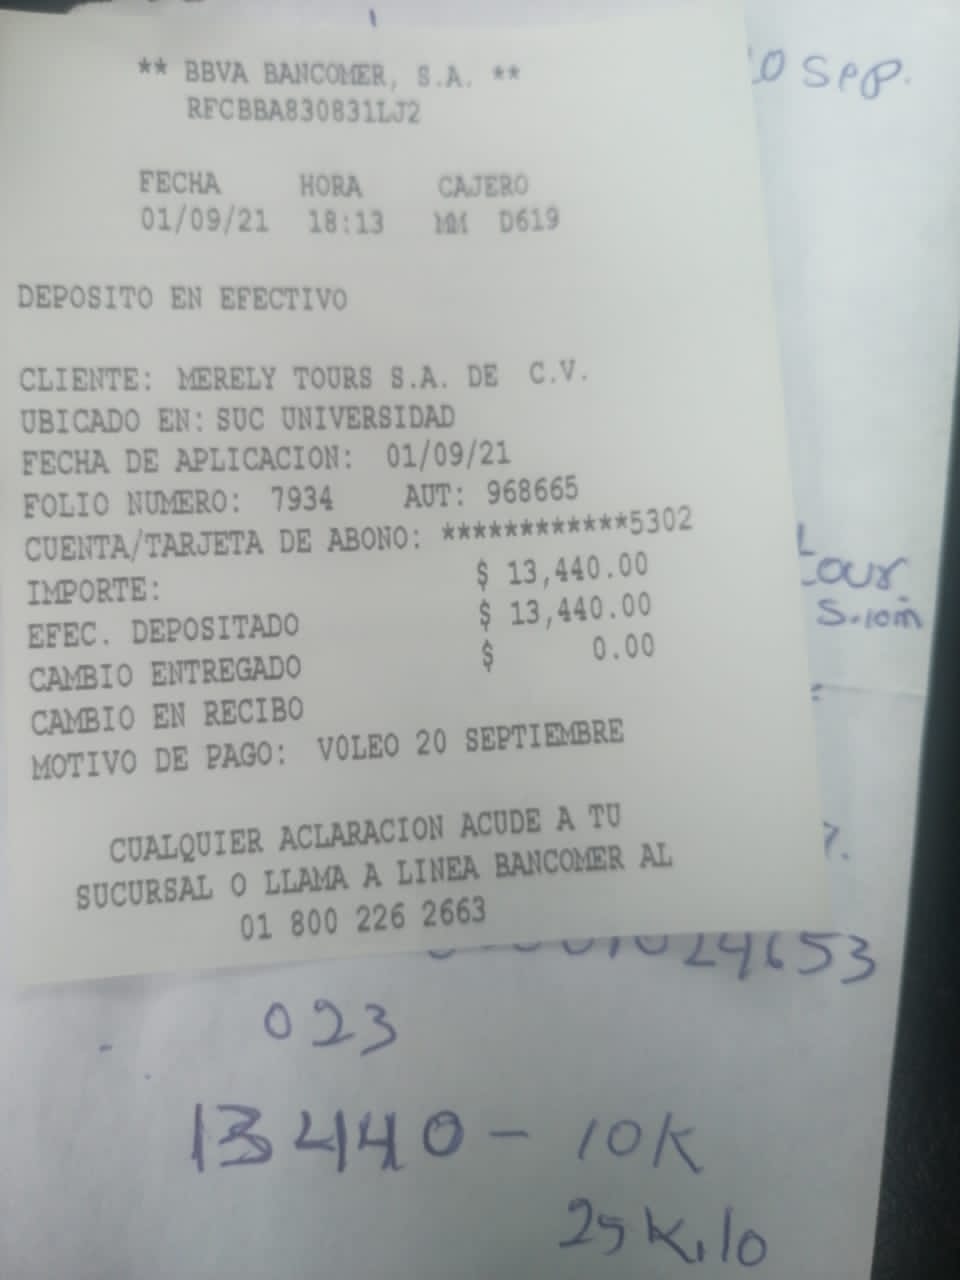 ** BBVA BANCOMER, S.A. **
RFCBBA830831LJ2
FECHA HORA CAJERO
01/09/21 18:13 MM D619
DEPOSITO EN EFECTIVO
CLIENTE: MERELY TOURS S.A. DE C.V.
UBICADO EN: SUC UNIVERSIDAD
FECHA DE APLICACION: 01/09/21
FOLIO NUMERO: 7934 AUT: 968665
CUENTA/TARJETA DE ABONO: ************5302
IMPORTE: $ 13,440.00
EFEC. DEPOSITADO $ 13,440.00
CAMBIO ENTREGADO $ 0.00
CAMBIO EN RECIBO
MOTIVO DE PAGO: VOLEO 20 SEPTIEMBRE
CUALQUIER ACLARACION ACUDE A TU
SUCURSAL O LLAMA A LINEA BANCOMER AL
01 800 226 2663
Sep.
tour.
24653
023
13440 - 10K
25 Kilo